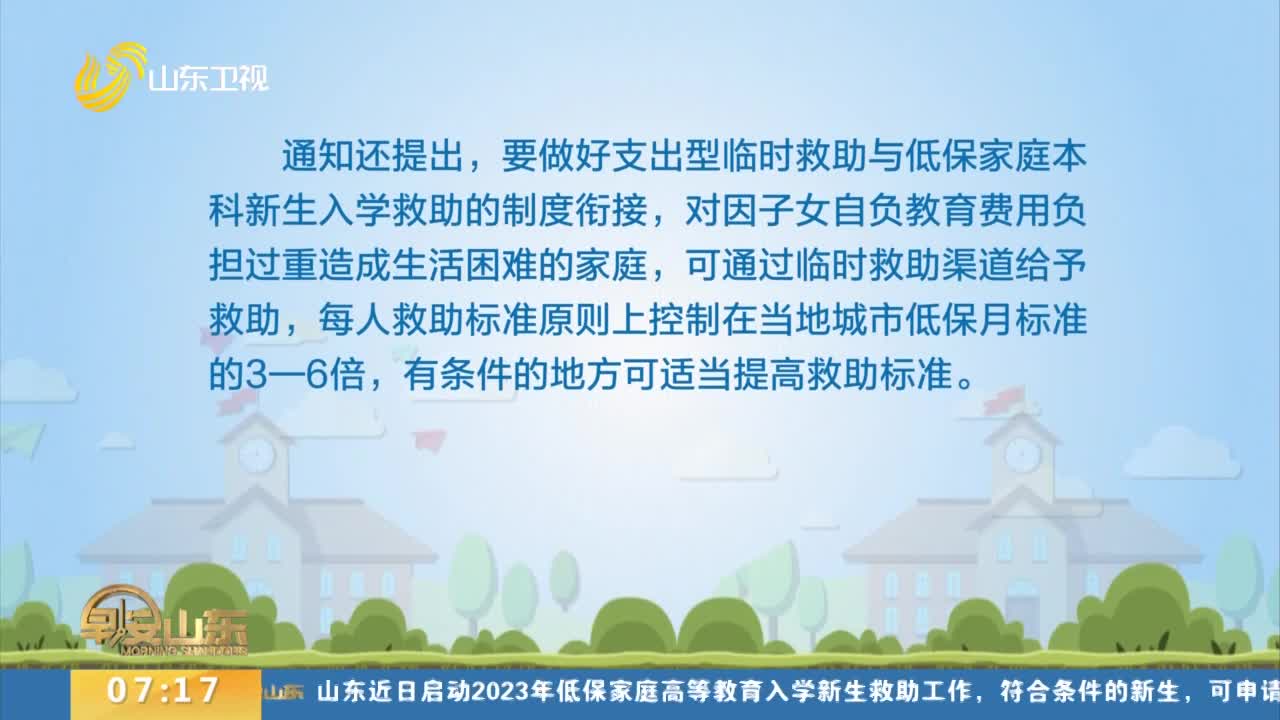 山东卫视
通知还提出，要做好支出型临时救助与低保家庭本
科新生入学救助的制度衔接，对因子女自负教育费用负
担过重造成生活困难的家庭，可通过临时救助渠道给予
救助，每人救助标准原则上控制在当地城市低保月标准
的3—6倍，有条件的地方可适当提高救助标准。
早安山东
MORNING SHANDONG
07:17 山东 山东近日启动2023年低保家庭高等教育入学新生救助工作，符合条件的新生，可申请